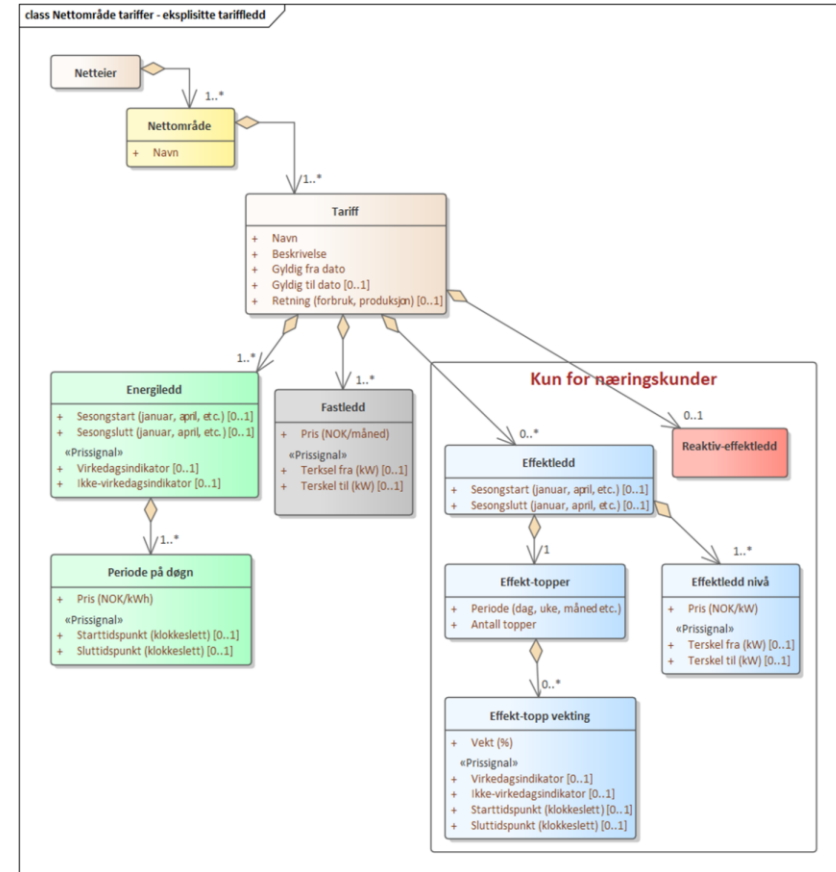 class Nettområde tariffer - eksplisitte tariffledd
Netteier
1..*
Nettområde
+ Navn
1..*
Tariff
+ Navn
+ Beskrivelse
+ Gyldig fra dato
+ Gyldig til dato [0..1]
+ Retning (forbruk, produksjon) [0..1]
1..*
Energiledd
+ Sesongstart (januar, april, etc.) [0..1]
+ Sesongslutt (januar, april, etc.) [0..1]
«Prissignal»
+ Virkedagsindikator [0..1]
+ Ikke-virkedagsindikator [0..1]
1..*
Periode på døgn
+ Pris (NOK/kWh)
«Prissignal»
+ Starttidspunkt (klokkeslett) [0..1]
+ Sluttidspunkt (klokkeslett) [0..1]
1..*
Fastledd
+ Pris (NOK/måned)
«Prissignal»
+ Terksel fra (kW) [0..1]
+ Terskel til (kW) [0..1]
Kun for næringskunder
0..1
Reaktiv-effektledd
0..*
Effektledd
+ Sesongstart (januar, april, etc.) [0..1]
+ Sesongslutt (januar, april, etc.) [0..1]
1
Effekt-topper
+ Periode (dag, uke, måned etc.)
+ Antall topper
1..*
Effektledd nivå
+ Pris (NOK/kW)
«Prissignal»
+ Terskel fra (kW) [0..1]
+ Terskel til (kW) [0..1]
0..*
Effekt-topp vekting
+ Vekt (%)
«Prissignal»
+ Virkedagsindikator [0..1]
+ Ikke-virkedagsindikator [0..1]
+ Starttidspunkt (klokkeslett) [0..1]
+ Sluttidspunkt (klokkeslett) [0..1]